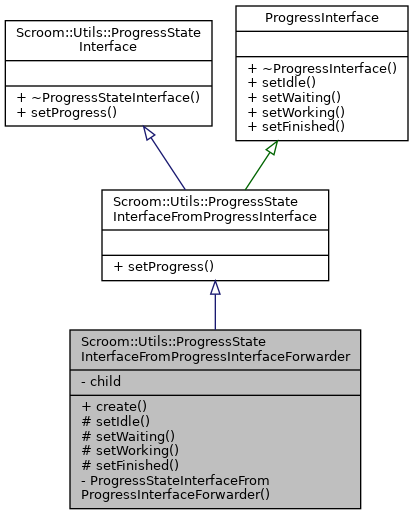 Scroom::Utils::ProgressState
Interface
+ ~ProgressStateInterface()
+ setProgress()
ProgressInterface
+ ~ProgressInterface()
+ setIdle()
+ setWaiting()
+ setWorking()
+ setFinished()
Scroom::Utils::ProgressState
InterfaceFromProgressInterface
+ setProgress()
Scroom::Utils::ProgressState
InterfaceFromProgressInterfaceForwarder
- child
+ create()
# setIdle()
# setWaiting()
# setWorking()
# setFinished()
- ProgressStateInterfaceFrom
ProgressInterfaceForwarder()